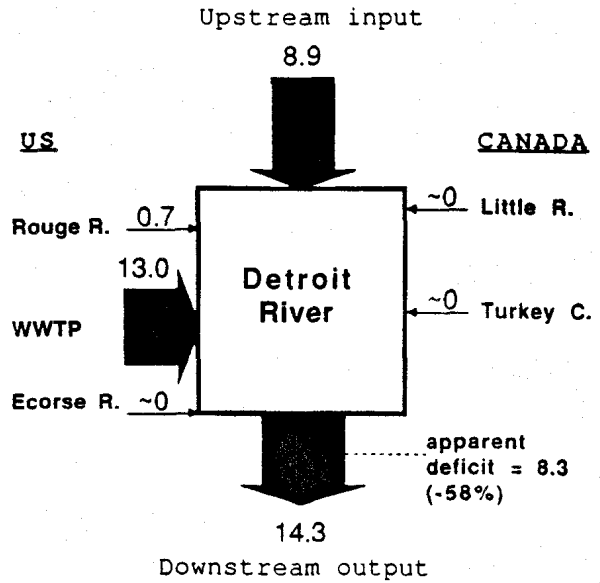 Upstream input
8.9
US
CANADA
Rouge R. 0.7
~0 Little R.
13.0
WWTP
Detroit
River
~0 Turkey C.
Ecorse R. ~0
apparent
deficit = 8.3
(-58%)
14.3
Downstream output